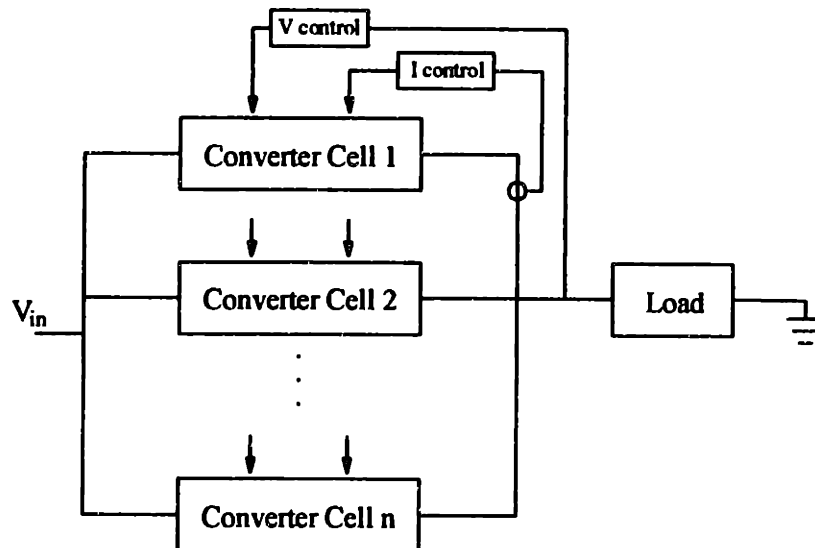 V control
I control
Converter Cell 1
Converter Cell 2
Load
Vin
Converter Cell n